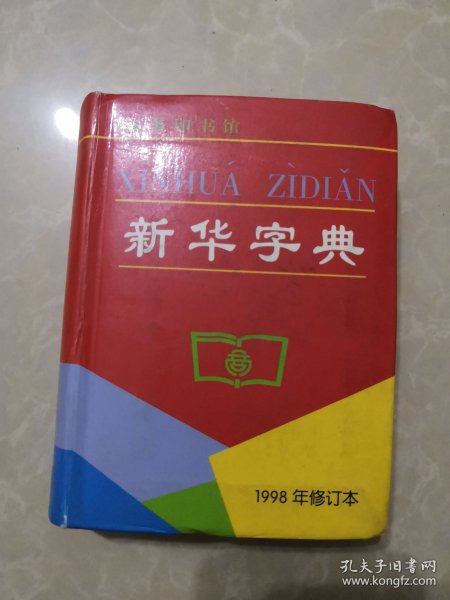 商务印书馆
XĪNHUÁ ZÌDIǍN
新华字典
1998年修订本
孔夫子旧书网
www.kongfz.com